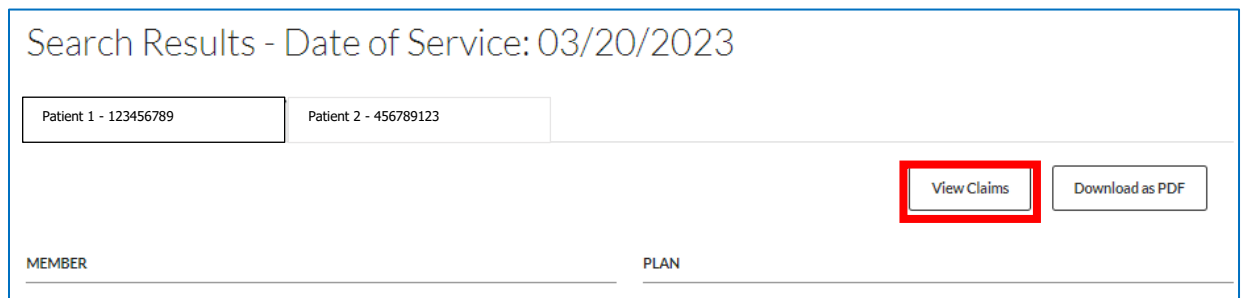 Search Results - Date of Service: 03/20/2023
Patient 1 - 123456789
Patient 2 - 456789123
View Claims
Download as PDF
MEMBER
PLAN